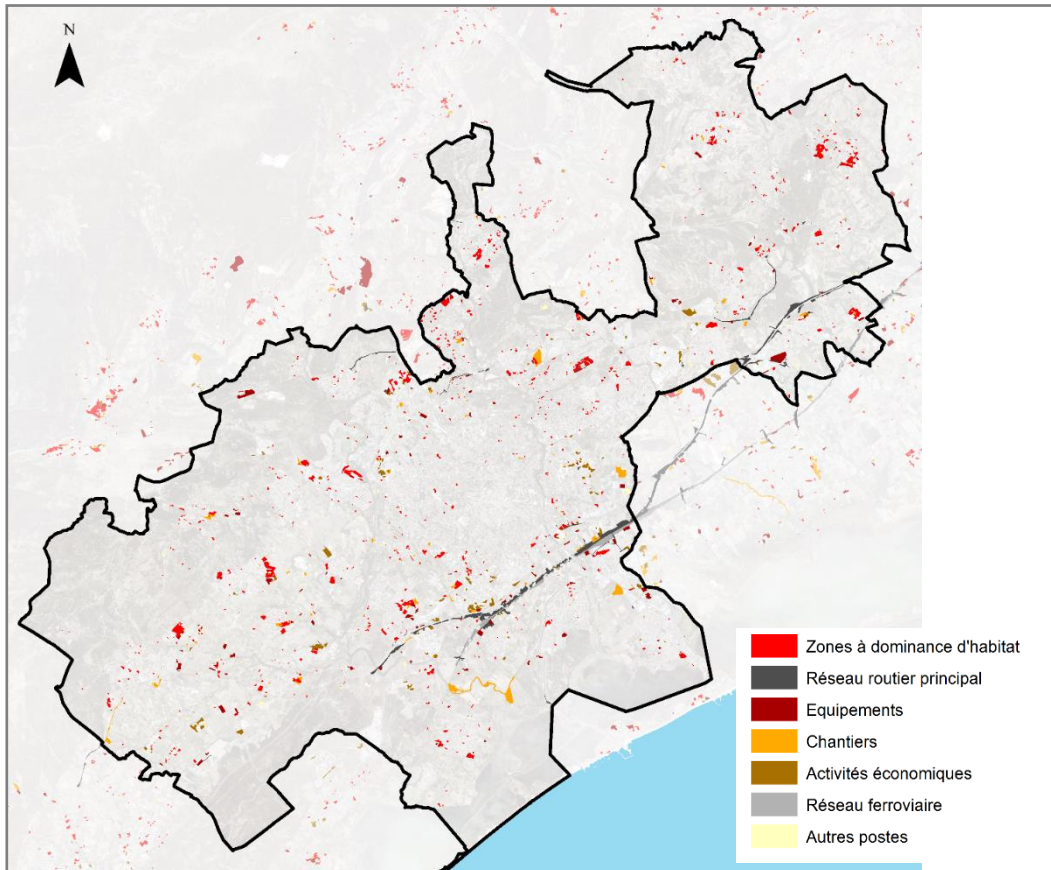 N
Zones à dominance d'habitat
Réseau routier principal
Equipements
Chantiers
Activités économiques
Réseau ferroviaire
Autres postes